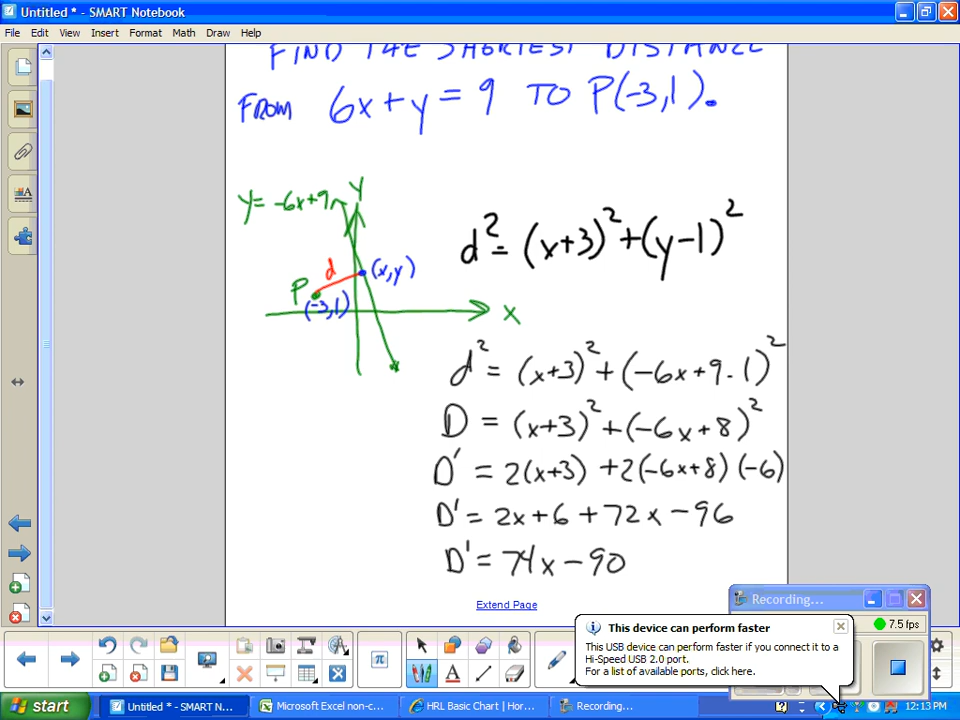 Untitled * - SMART Notebook
File Edit View Insert Format Math Draw Help
FIND THE SHORTEST DISTANCE
FROM 6x+y = 9 TO P(-3,1).
y= -6x+9
Y
d² = (x+3)²+(y-1)²
d
(x,y)
P
(-3,1)
X
d² = (x+3)²+(-6x+9-1)²
D = (x+3)²+(-6x+8)²
D' = 2(x+3) +2(-6x+8)(-6)
D' = 2x+6+72x-96
D' = 74x-90
Extend Page
Recording...
7.5 fps
This device can perform faster
This USB device can perform faster if you connect it to a
Hi-Speed USB 2.0 port.
For a list of available ports, click here.
π
A
start
Untitled * - SMART N...
Microsoft Excel non-c...
HRL Basic Chart | Hor...
Recording...
12:13 PM